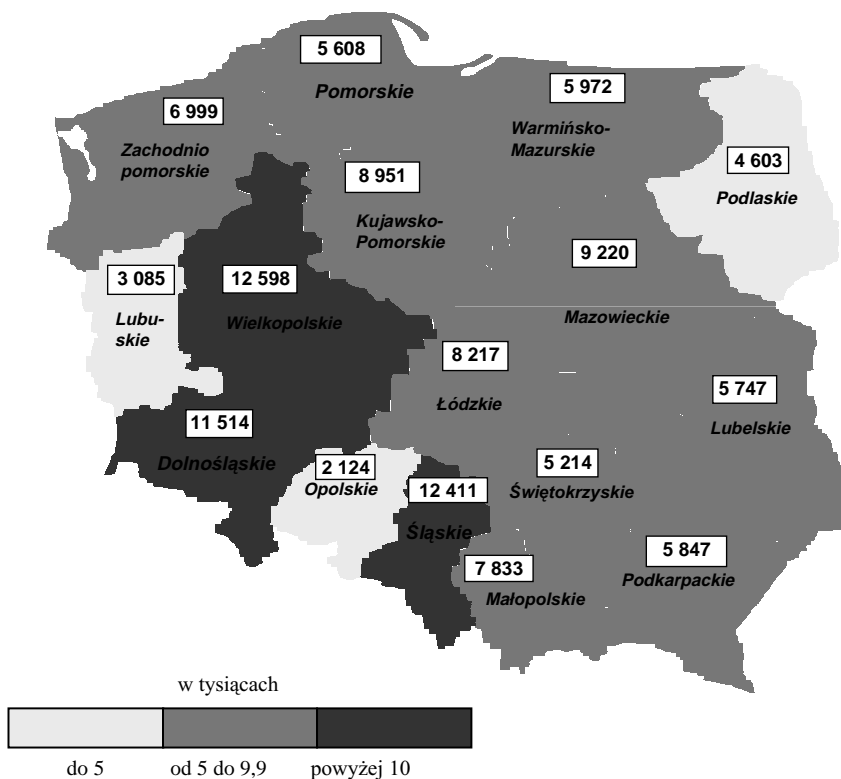 5 608
Pomorskie
5 972
Warmińsko-
Mazurskie
6 999
Zachodnio
pomorskie
4 603
Podlaskie
8 951
Kujawsko-
Pomorskie
9 220
Mazowieckie
3 085
Lubu-
skie
12 598
Wielkopolskie
8 217
Łódzkie
5 747
Lubelskie
11 514
Dolnośląskie
2 124
Opolskie
12 411
Śląskie
5 214
Świętokrzyskie
7 833
Małopolskie
5 847
Podkarpackie
w tysiącach
do 5
od 5 do 9,9
powyżej 10